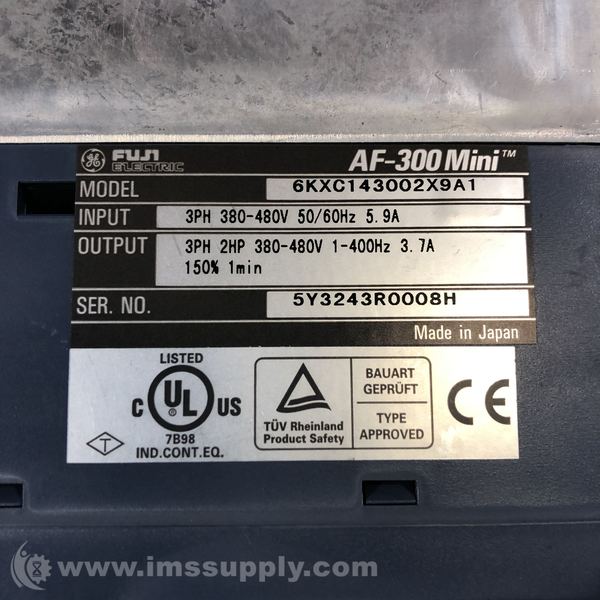 GE FUJI ELECTRIC AF-300 Mini™
MODEL 6KXC143002X9A1
INPUT 3PH 380-480V 50/60Hz 5.9A
OUTPUT 3PH 2HP 380-480V 1-400Hz 3.7A
150% 1min
SER. NO. 5Y3243R0008H
Made in Japan
LISTED
C UL US
®
7B98
IND.CONT.EQ.
T
TÜV Rheinland
Product Safety
BAUART
GEPRÜFT
TYPE
APPROVED
CE
www.imssupply.com